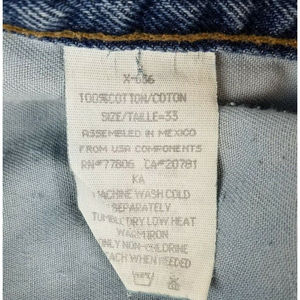 100% COTTON/COTON
SIZE/TAILLE=33
ASSEMBLED IN MEXICO
FROM USA COMPONENTS
RN#77806 CA#20781
KA
MACHINE WASH COLD
SEPARATELY
TUMBLE DRY LOW HEAT
WARM IRON
ONLY NON-CHLORINE
BLEACH WHEN NEEDED